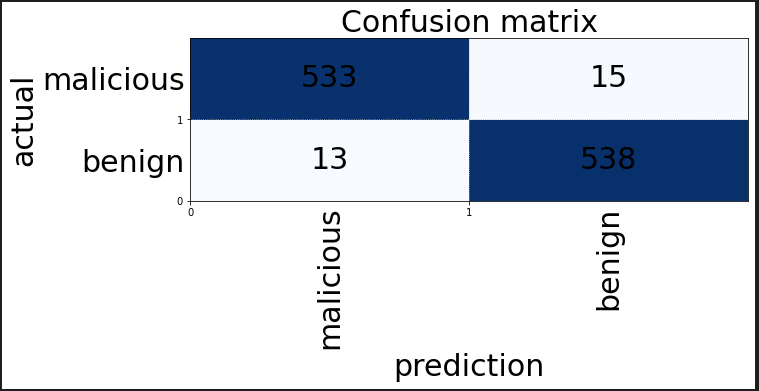 Confusion matrix
actual
malicious
533
15
1
benign
13
538
0
0
1
malicious
benign
prediction